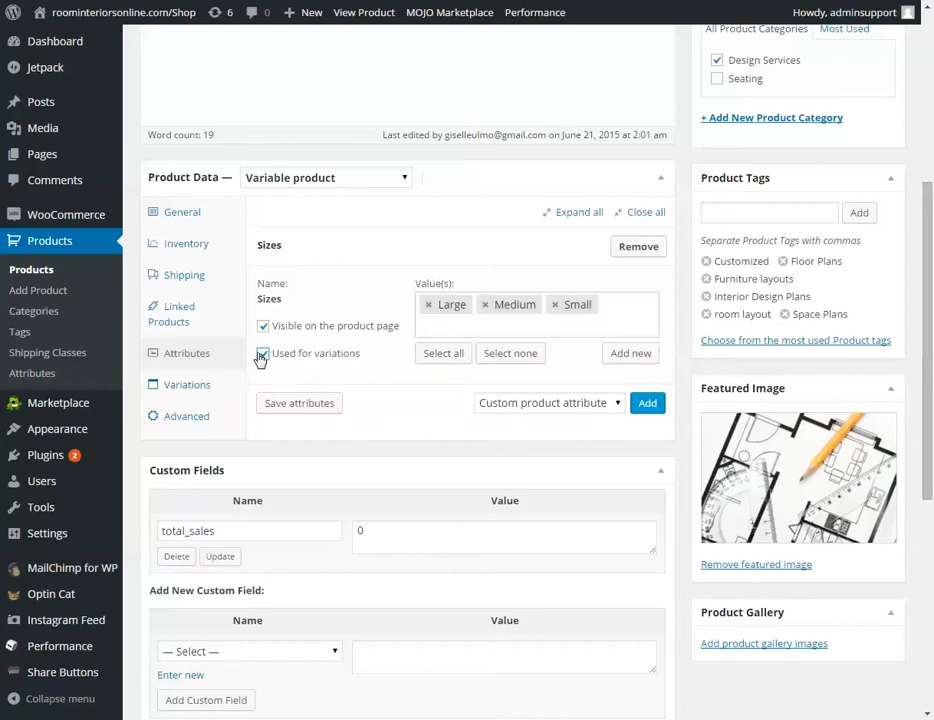 roominteriorsonline.com/Shop 6 0 New View Product MOJO Marketplace Performance Howdy, adminsupport
Dashboard
Jetpack
Posts
Media
Pages
Comments
WooCommerce
Products
Products
Add Product
Categories
Tags
Shipping Classes
Attributes
Marketplace
Appearance
Plugins 2
Users
Tools
Settings
MailChimp for WP
Optin Cat
Instagram Feed
Performance
Share Buttons
Collapse menu
Word count: 19 Last edited by giselleulmo@gmail.com on June 21, 2015 at 2:01 am
Product Data — Variable product
General
Inventory
Shipping
Linked
Products
Attributes
Variations
Advanced
Expand all Close all
Sizes Remove
Name: Value(s):
Sizes Large Medium Small
Visible on the product page
Used for variations Select all Select none Add new
Save attributes Custom product attribute Add
Custom Fields
Name Value
total_sales 0
Delete Update
Add New Custom Field:
Name Value
— Select —
Enter new
Add Custom Field
All Product Categories Most Used
Design Services
Seating
+ Add New Product Category
Product Tags
Add
Separate Product Tags with commas
Customized Floor Plans
Furniture layouts
Interior Design Plans
room layout Space Plans
Choose from the most used Product tags
Featured Image
Remove featured image
Product Gallery
Add product gallery images